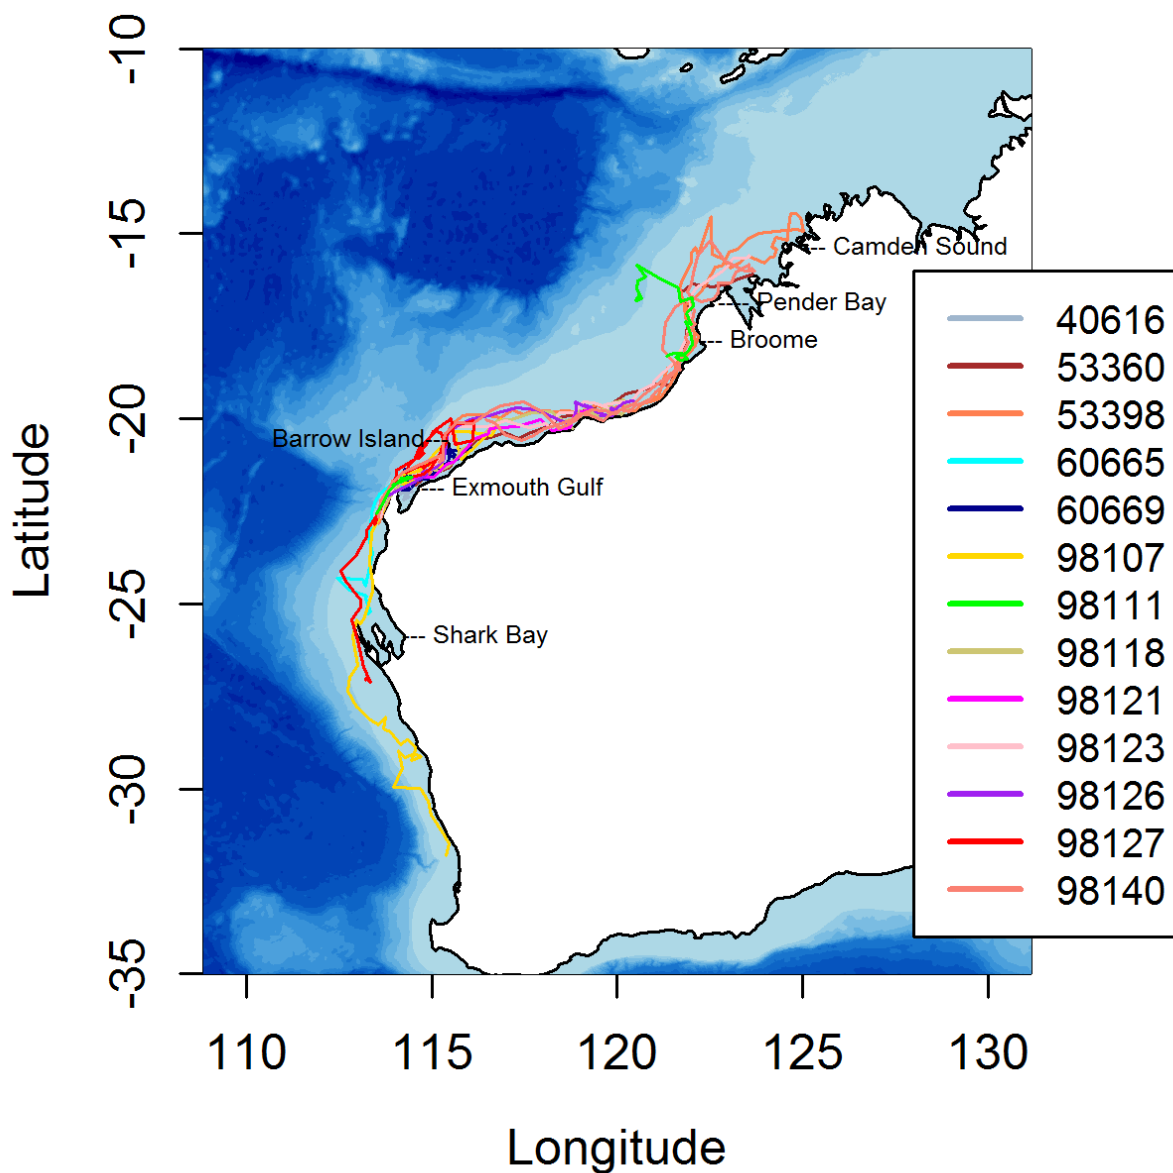 -10
-15
-20
-25
-30
-35
Latitude
Camden Sound
Pender Bay
Broome
Barrow Island
Exmouth Gulf
Shark Bay
40616
53360
53398
60665
60669
98107
98111
98118
98121
98123
98126
98127
98140
110 115 120 125 130
Longitude